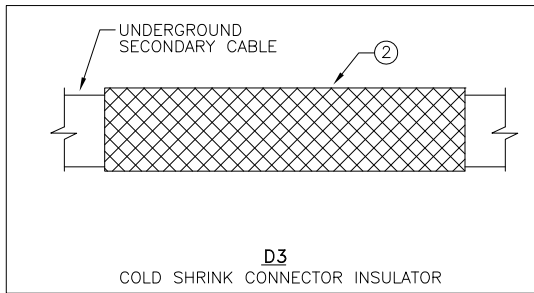 UNDERGROUND
SECONDARY CABLE
2
D3
COLD SHRINK CONNECTOR INSULATOR